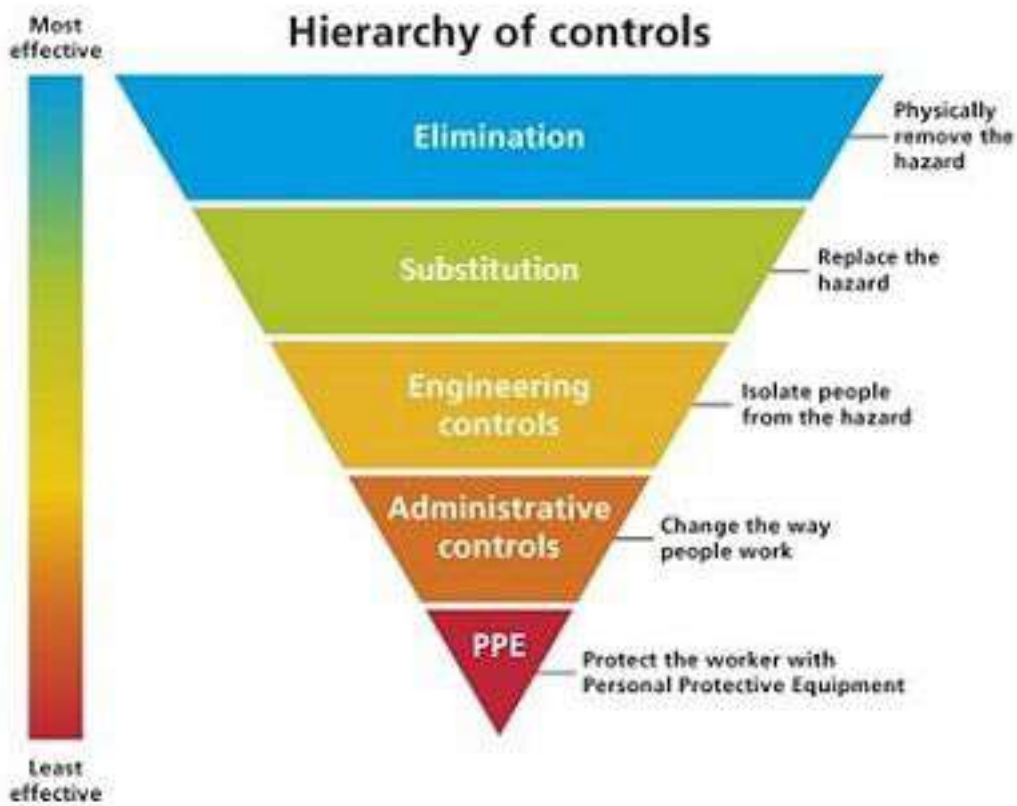 Most
effective
Hierarchy of controls
Elimination
Physically
remove the
hazard
Substitution
Replace the
hazard
Engineering
controls
Isolate people
from the hazard
Administrative
controls
Change the way
people work
PPE
Protect the worker with
Personal Protective Equipment
Least
effective